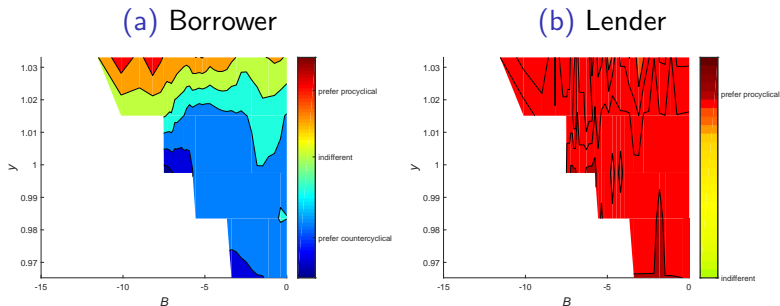 (a) Borrower
(b) Lender
1.03
1.02
1.01
1
0.99
0.98
0.97
y
-15
-10
-5
0
B
prefer procyclical
indifferent
prefer countercyclical
1.03
1.02
1.01
1
0.99
0.98
0.97
y
-15
-10
-5
0
B
prefer procyclical
indifferent